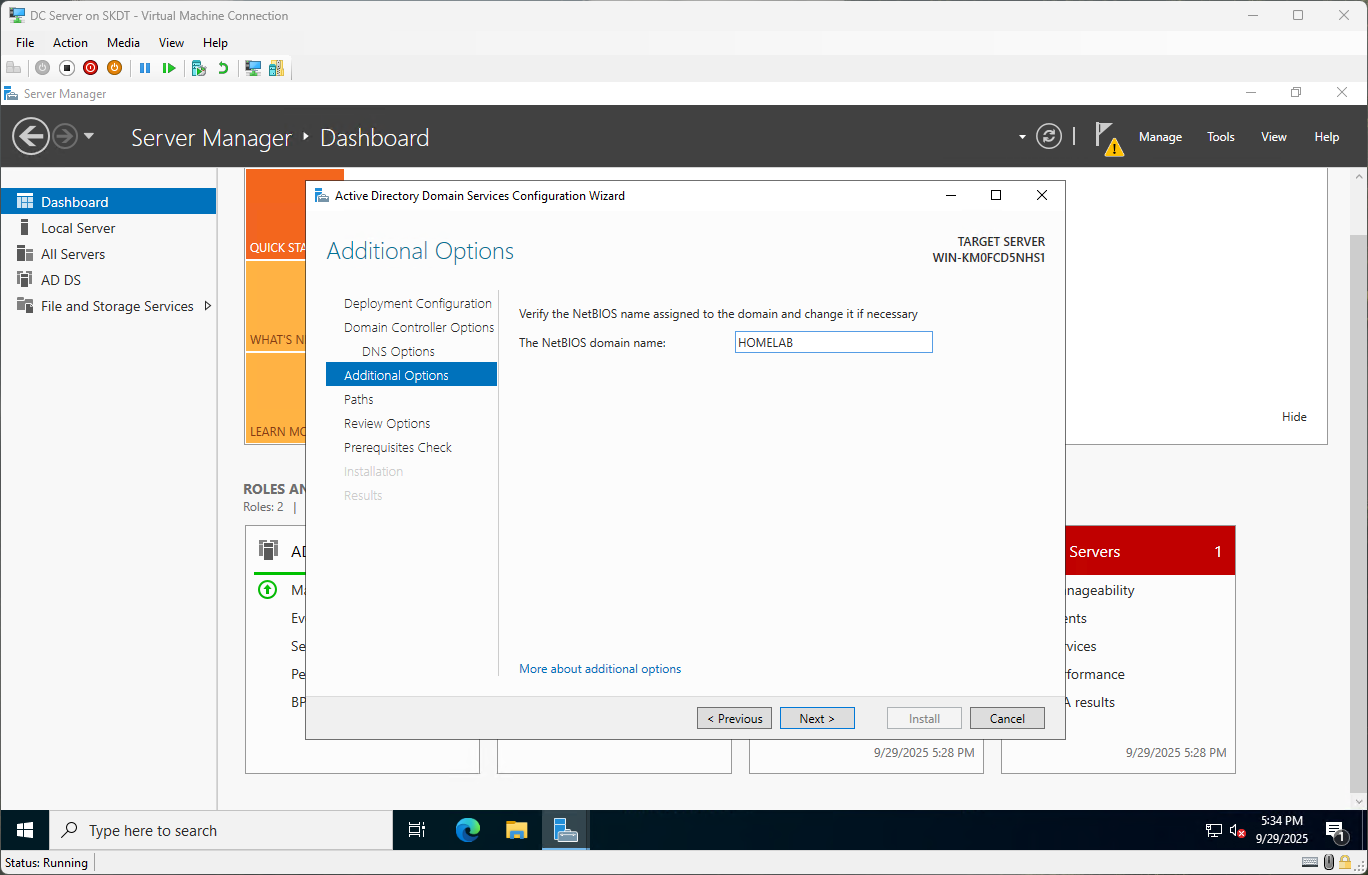 DC Server on SKDT - Virtual Machine Connection
File Action Media View Help
Server Manager
Server Manager Dashboard
Manage Tools View Help
Dashboard
Local Server
All Servers
AD DS
File and Storage Services
QUICK STA
WHAT'S N
LEARN MO
Hide
Active Directory Domain Services Configuration Wizard
Additional Options
TARGET SERVER
WIN-KM0FCD5NHS1
Deployment Configuration
Domain Controller Options
DNS Options
Additional Options
Paths
Review Options
Prerequisites Check
Installation
Results
Verify the NetBIOS name assigned to the domain and change it if necessary
The NetBIOS domain name: HOMELAB
More about additional options
< Previous Next > Install Cancel
ROLES AN
Roles: 2 |
AD
Ma
Ev
Se
Pe
BP
Servers 1
nageability
ents
vices
formance
A results
9/29/2025 5:28 PM
9/29/2025 5:28 PM
Type here to search
5:34 PM
9/29/2025
1
Status: Running